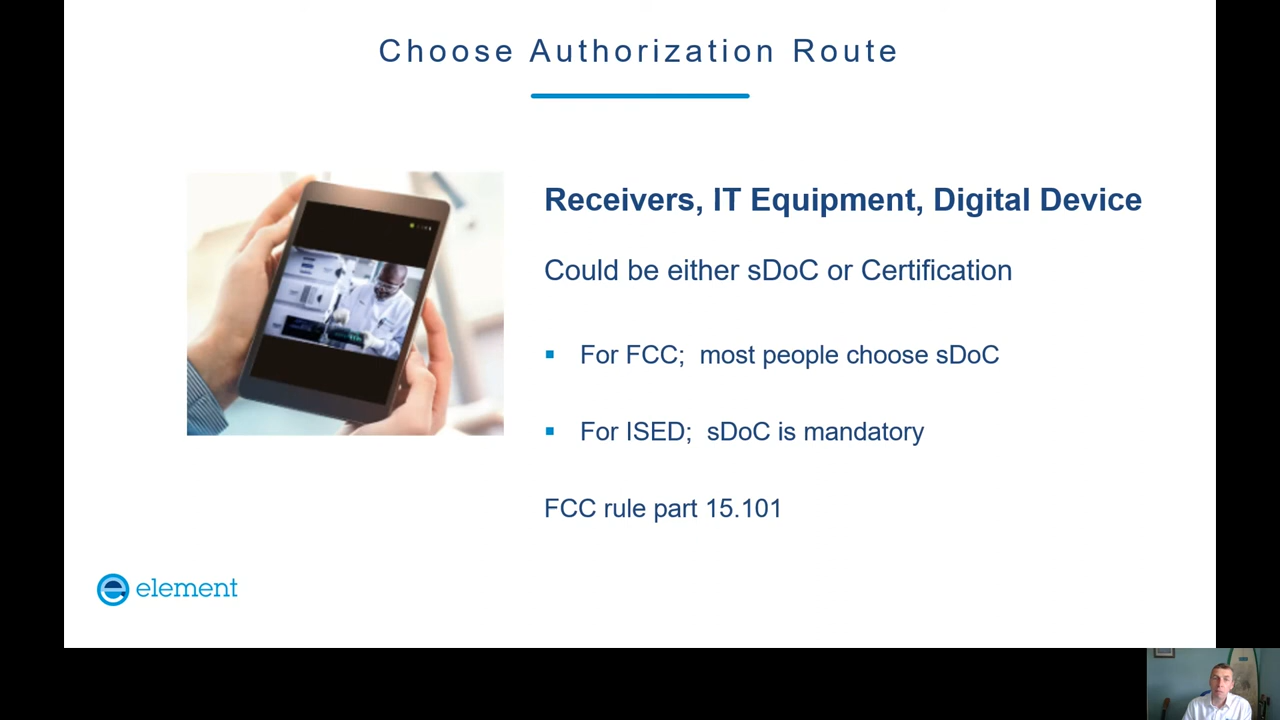 Choose Authorization Route
Receivers, IT Equipment, Digital Device
Could be either sDoC or Certification
▪ For FCC;  most people choose sDoC
▪ For ISED;  sDoC is mandatory
FCC rule part 15.101
element